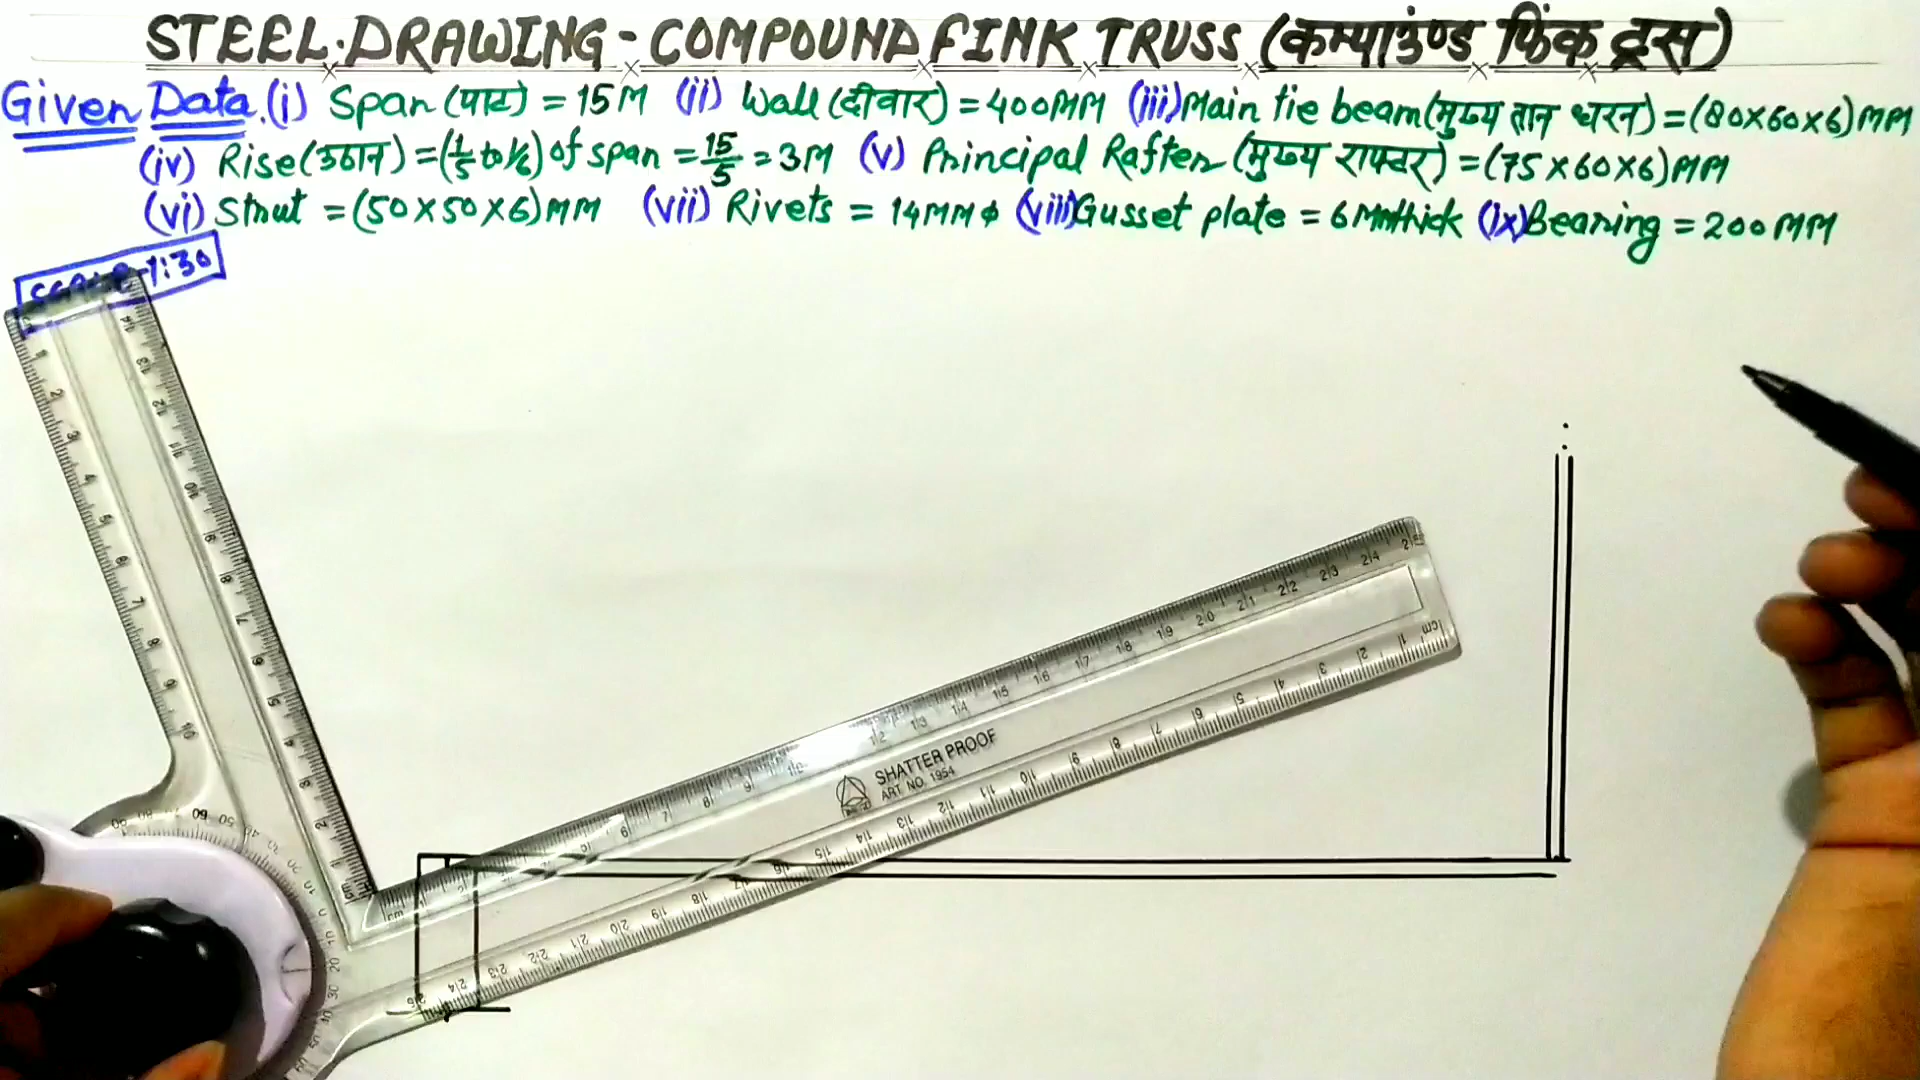 STEEL.DRAWING - COMPOUND FINK TRUSS (कम्पाउण्ड फिंक ट्रस)
Given Data.(i) Span (पाट) = 15M (ii) Wall (दीवार) = 400MM (iii) Main tie beam (मुख्य तान धरन) = (80x60x6)MM
(iv) Rise (उठान) = (1/5 to 1/6) of span = 15/5 = 3M (v) Principal Rafter (मुख्य राफ्टर) = (75x60x6)MM
(vi) Strut = (50x50x6)MM (vii) Rivets = 14MM φ (viii) Gusset plate = 6MM thick (ix) Bearing = 200MM
Scale-1:30
SHATTER PROOF
ART. NO. 1954